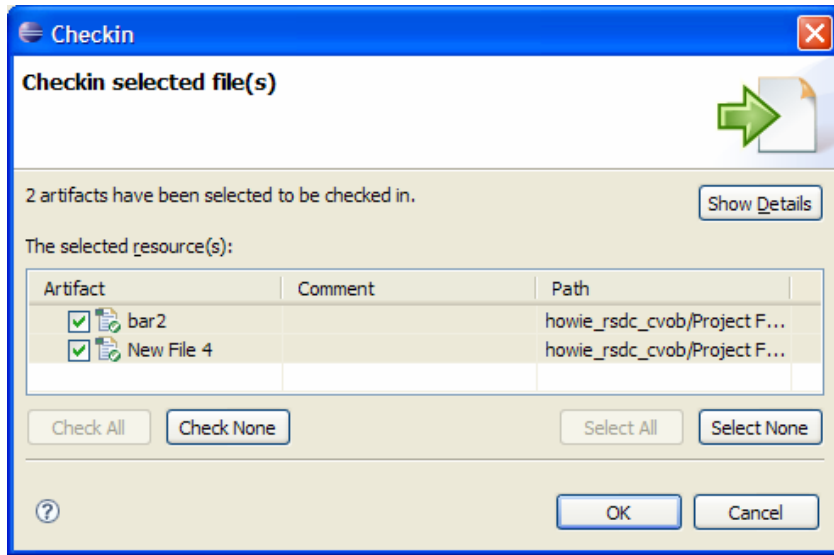 Checkin
Checkin selected file(s)
2 artifacts have been selected to be checked in.
Show Details
The selected resource(s):
Artifact Comment Path
bar2 howie_rsdc_cvob/Project F...
New File 4 howie_rsdc_cvob/Project F...
Check All Check None Select All Select None
? OK Cancel